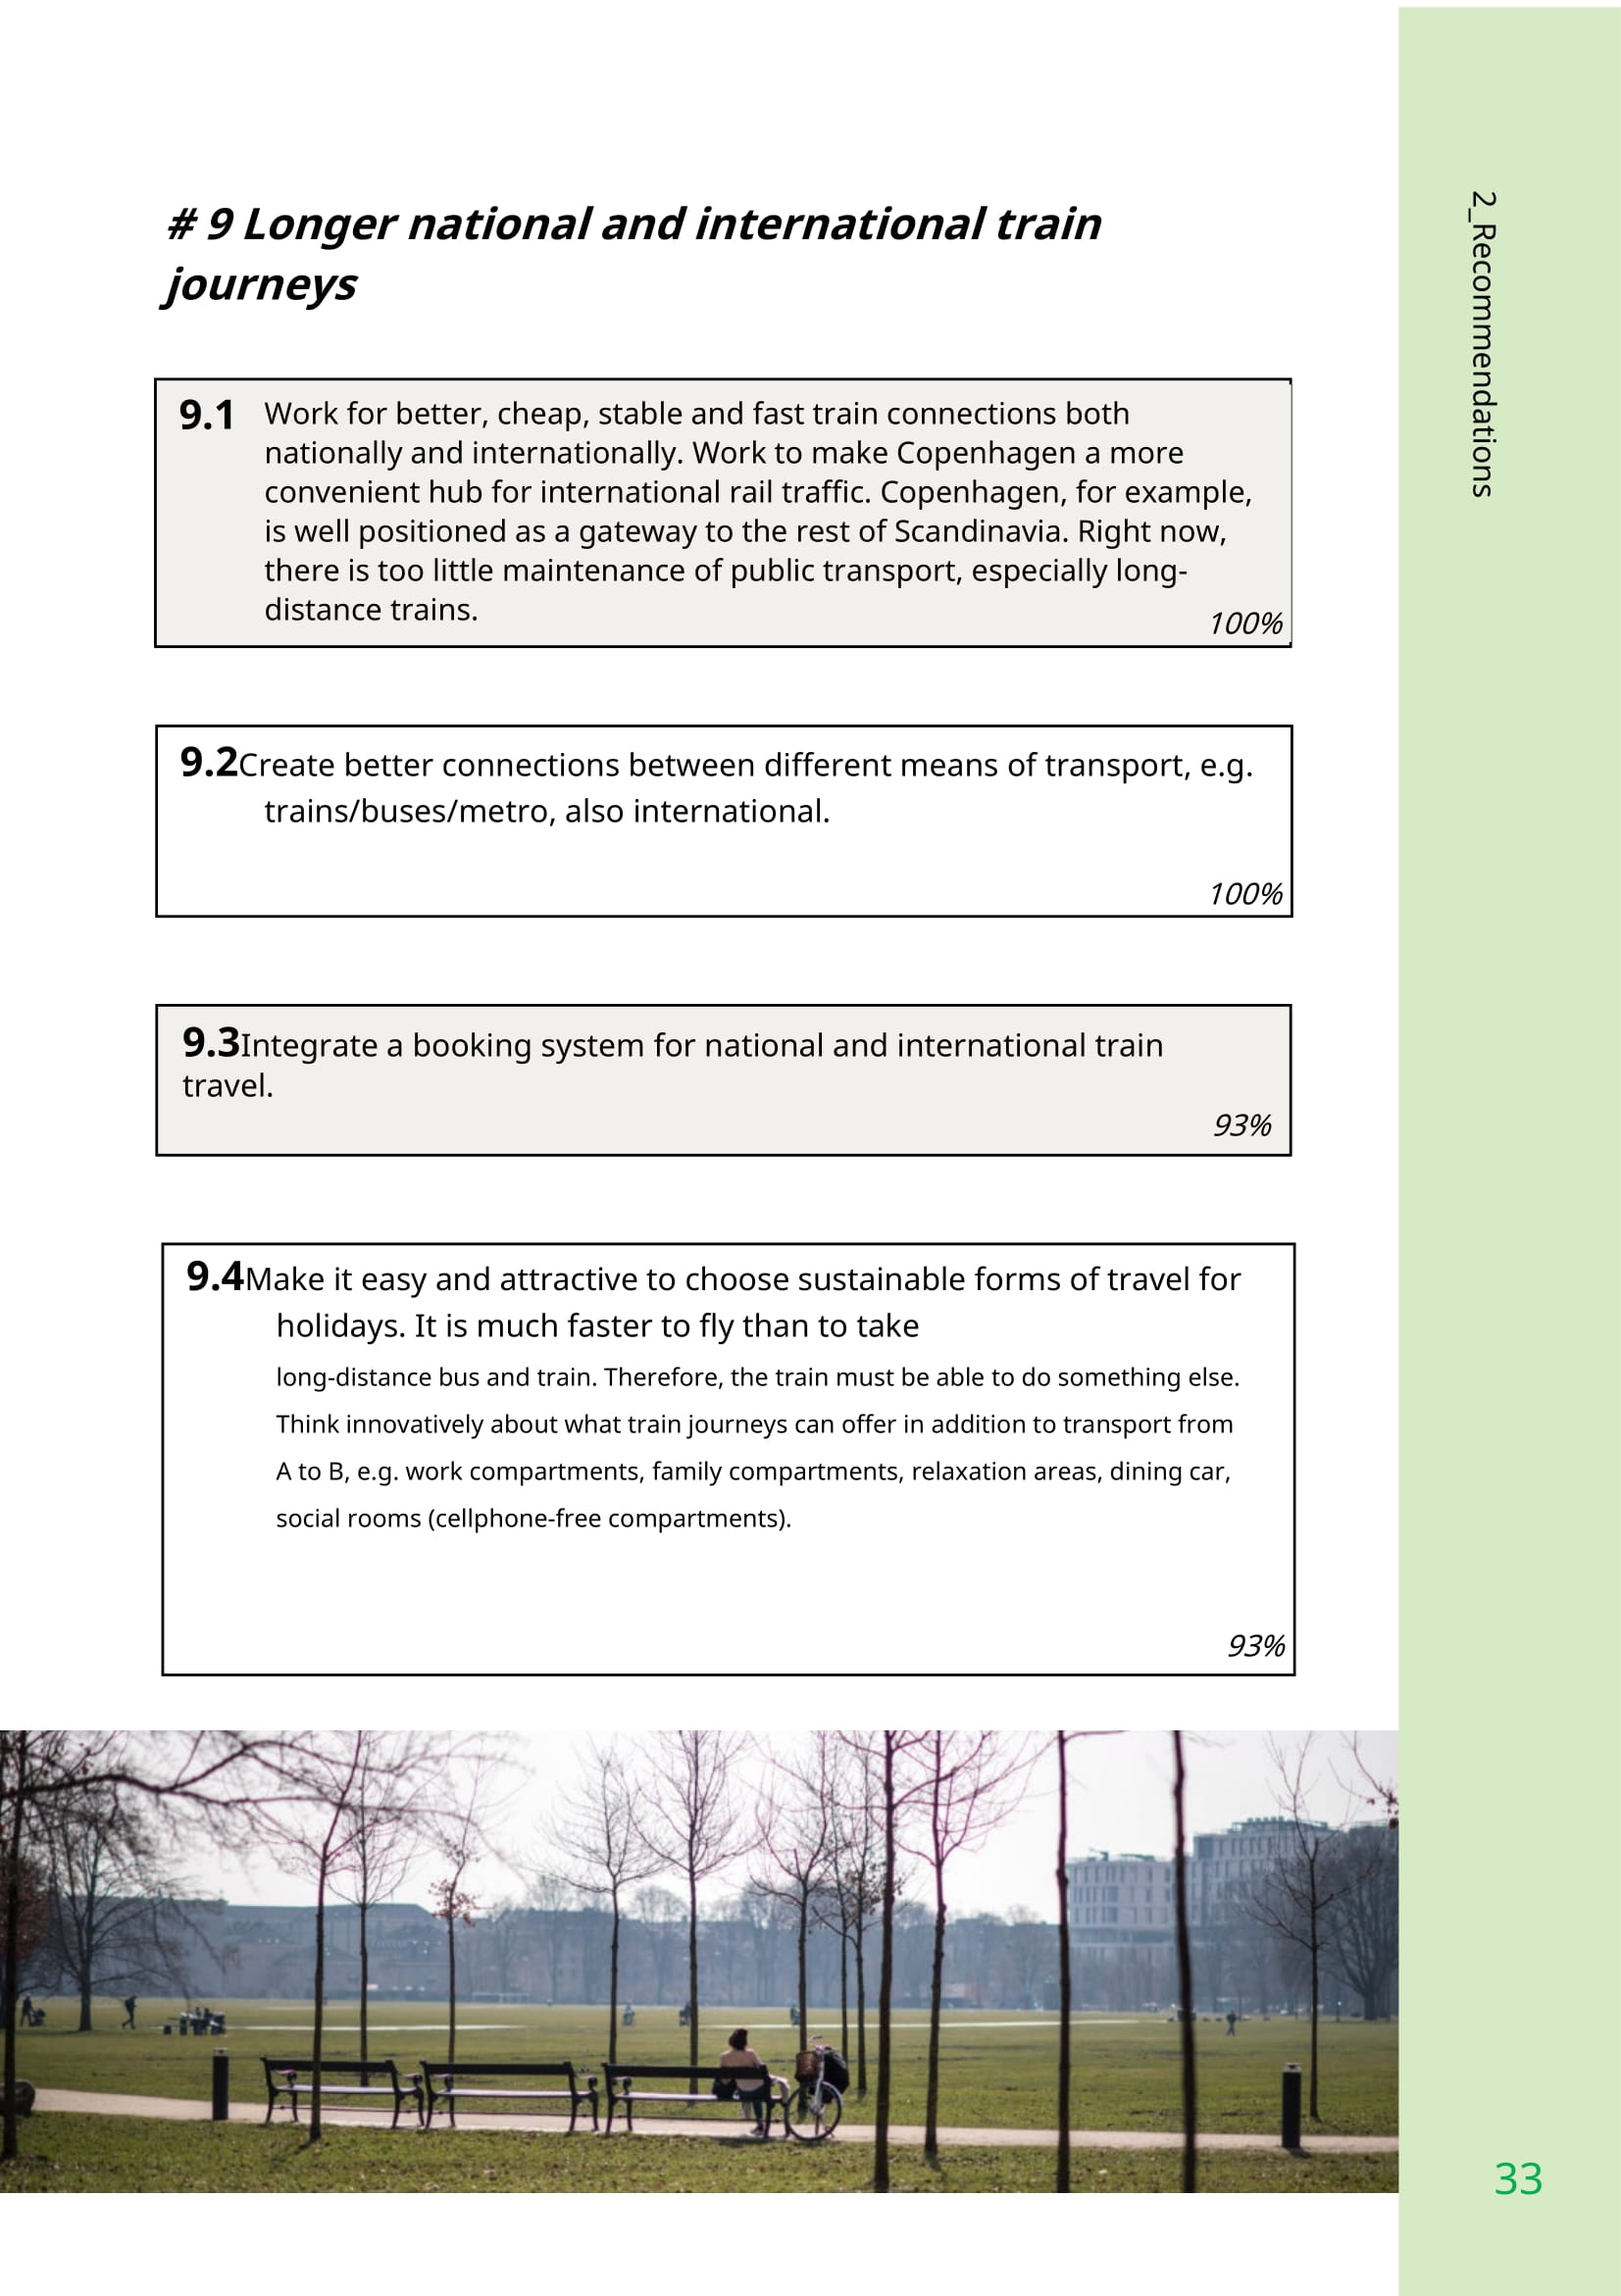 # 9 Longer national and international train
journeys
9.1 Work for better, cheap, stable and fast train connections both
nationally and internationally. Work to make Copenhagen a more
convenient hub for international rail traffic. Copenhagen, for example,
is well positioned as a gateway to the rest of Scandinavia. Right now,
there is too little maintenance of public transport, especially long-
distance trains.
100%
9.2Create better connections between different means of transport, e.g.
trains/buses/metro, also international.
100%
9.3Integrate a booking system for national and international train
travel.
93%
9.4Make it easy and attractive to choose sustainable forms of travel for
holidays. It is much faster to fly than to take
long-distance bus and train. Therefore, the train must be able to do something else.
Think innovatively about what train journeys can offer in addition to transport from
A to B, e.g. work compartments, family compartments, relaxation areas, dining car,
social rooms (cellphone-free compartments).
93%
2_Recommendations
33